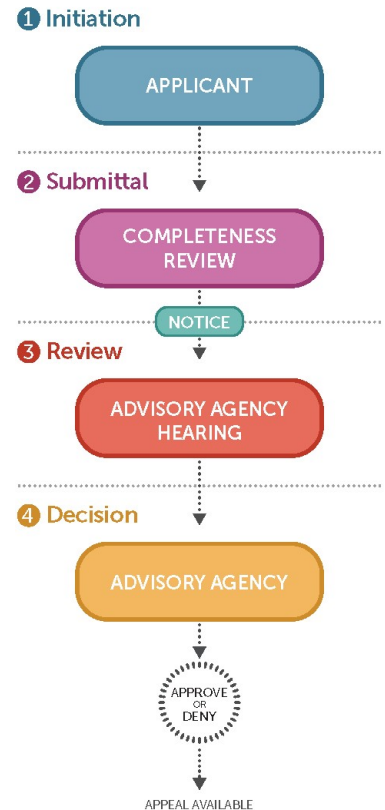 1 Initiation
APPLICANT
2 Submittal
COMPLETENESS
REVIEW
NOTICE
3 Review
ADVISORY AGENCY
HEARING
4 Decision
ADVISORY AGENCY
APPROVE
OR
DENY
APPEAL AVAILABLE